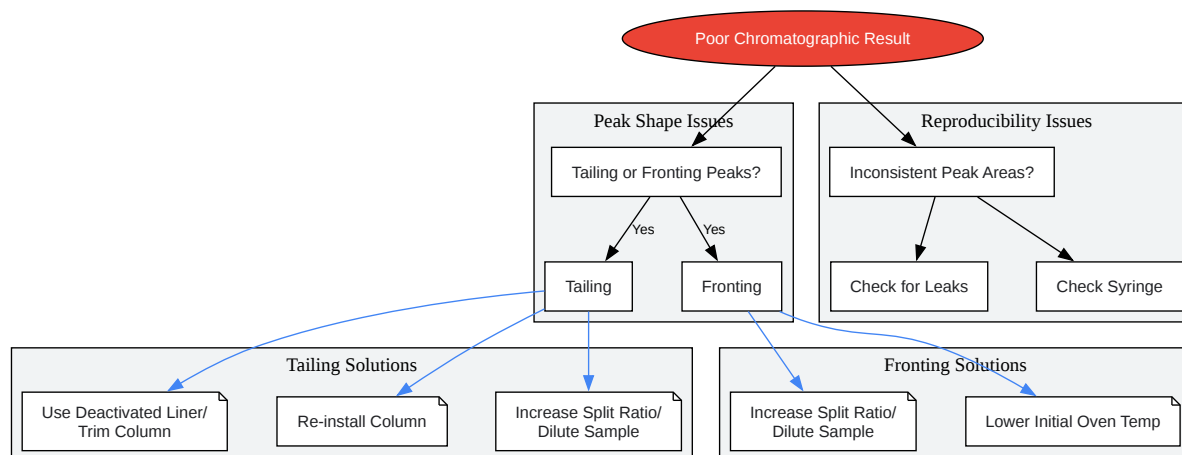 Poor Chromatographic Result
Peak Shape Issues
Reproducibility Issues
Tailing or Fronting Peaks?
Inconsistent Peak Areas?
Yes
Yes
Tailing
Fronting
Check for Leaks
Check Syringe
Tailing Solutions
Fronting Solutions
Use Deactivated Liner/
Trim Column
Re-install Column
Increase Split Ratio/
Dilute Sample
Increase Split Ratio/
Dilute Sample
Lower Initial Oven Temp